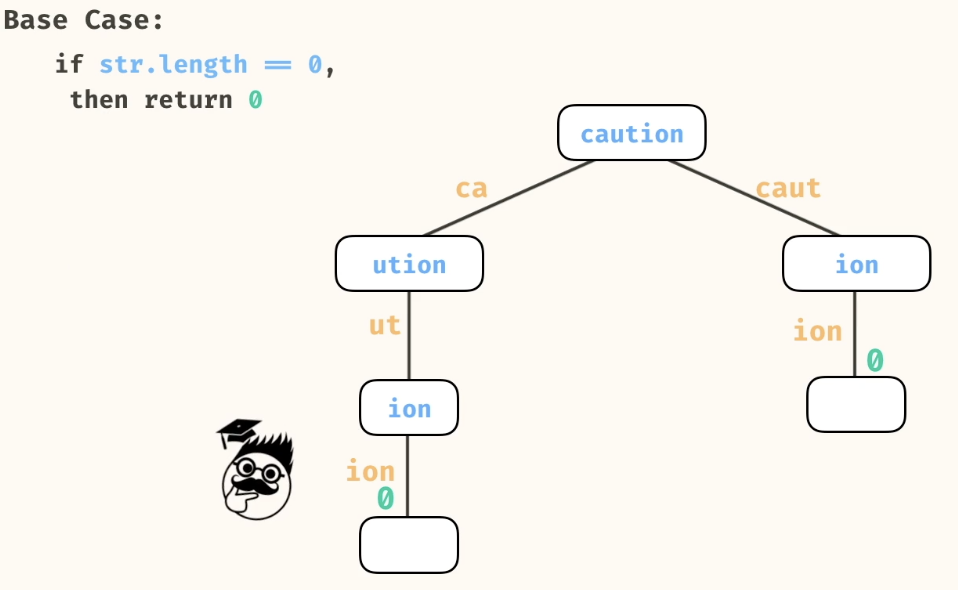 Base Case:
if str.length == 0,
then return 0
caution
ca
caut
ution
ion
ut
ion
0
ion
ion
0